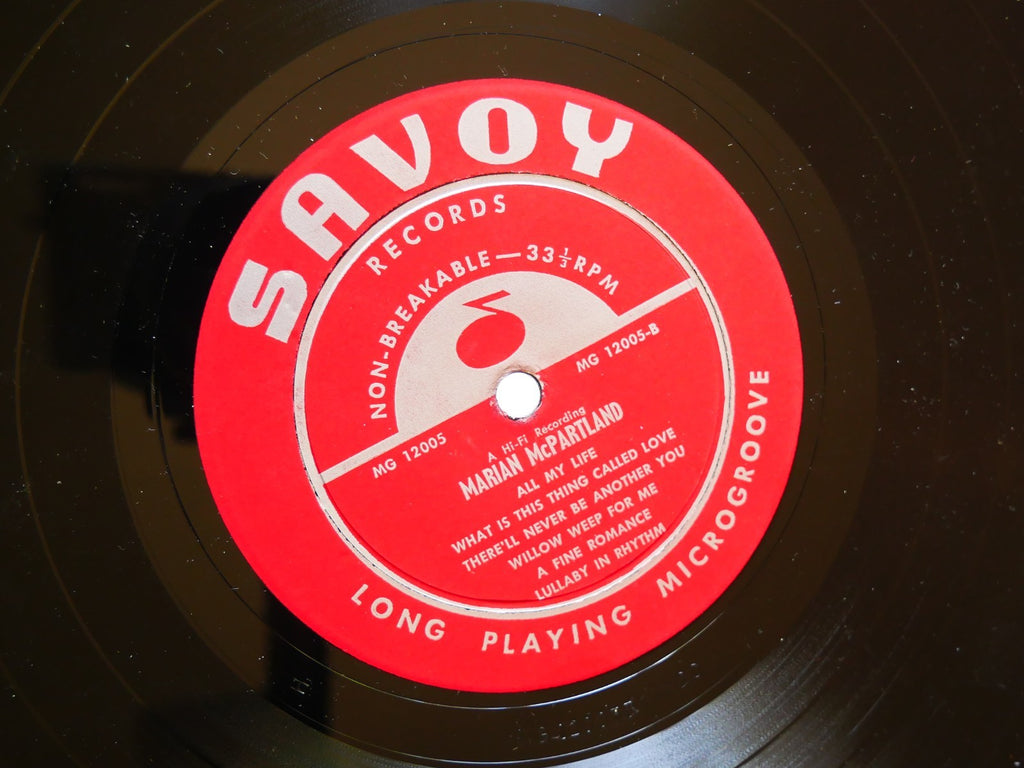 SAVOY
RECORDS
NON-BREAKABLE — 33 1/3 RPM
MG 12005
MG 12005-B
A Hi-Fi Recording
MARIAN McPARTLAND
ALL MY LIFE
WHAT IS THIS THING CALLED LOVE
THERE'LL NEVER BE ANOTHER YOU
WILLOW WEEP FOR ME
A FINE ROMANCE
LULLABY IN RHYTHM
LONG PLAYING MICROGROOVE